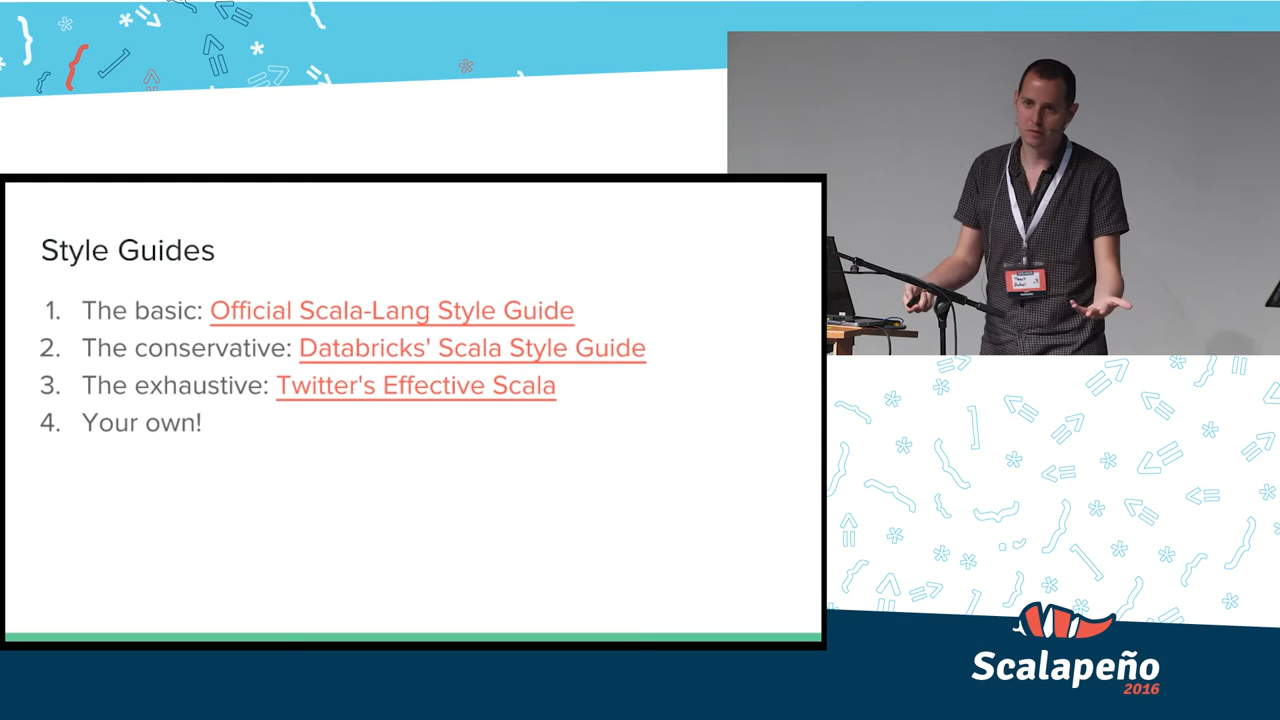 Style Guides
1. The basic: Official Scala-Lang Style Guide
2. The conservative: Databricks' Scala Style Guide
3. The exhaustive: Twitter's Effective Scala
4. Your own!
Scalapeño
2016